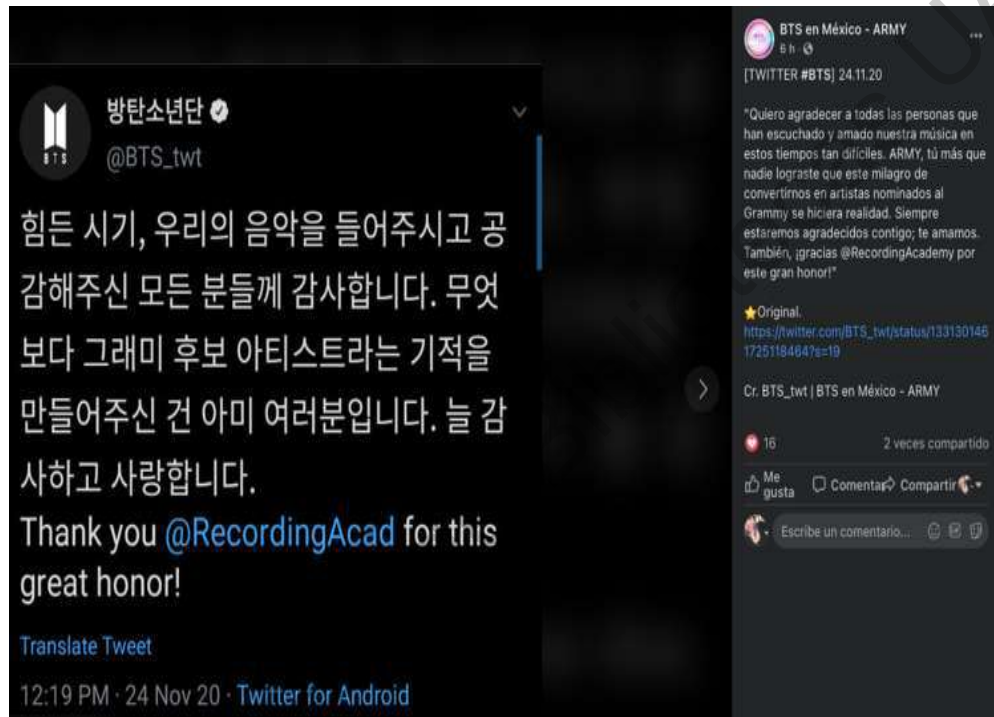 방탄소년단
@BTS_twt
BTS
힘든 시기, 우리의 음악을 들어주시고 공
감해주신 모든 분들께 감사합니다. 무엇
보다 그래미 후보 아티스트라는 기적을
만들어주신 건 아미 여러분입니다. 늘 감
사하고 사랑합니다.
Thank you @RecordingAcad for this
great honor!
Translate Tweet
12:19 PM · 24 Nov 20 · Twitter for Android
BTS en México - ARMY
6 h ·
[TWITTER #BTS] 24.11.20
"Quiero agradecer a todas las personas que
han escuchado y amado nuestra música en
estos tiempos tan difíciles. ARMY, tú más que
nadie lograste que este milagro de
convertirnos en artistas nominados al
Grammy se hiciera realidad. Siempre
estaremos agradecidos contigo; te amamos.
También, ¡gracias @RecordingAcademy por
este gran honor!"
⭐Original.
https://twitter.com/BTS_twt/status/133130146
1725118464?s=19
Cr. BTS_twt | BTS en México - ARMY
16
2 veces compartido
Me
gusta
Comentar
Compartir
Escribe un comentario...